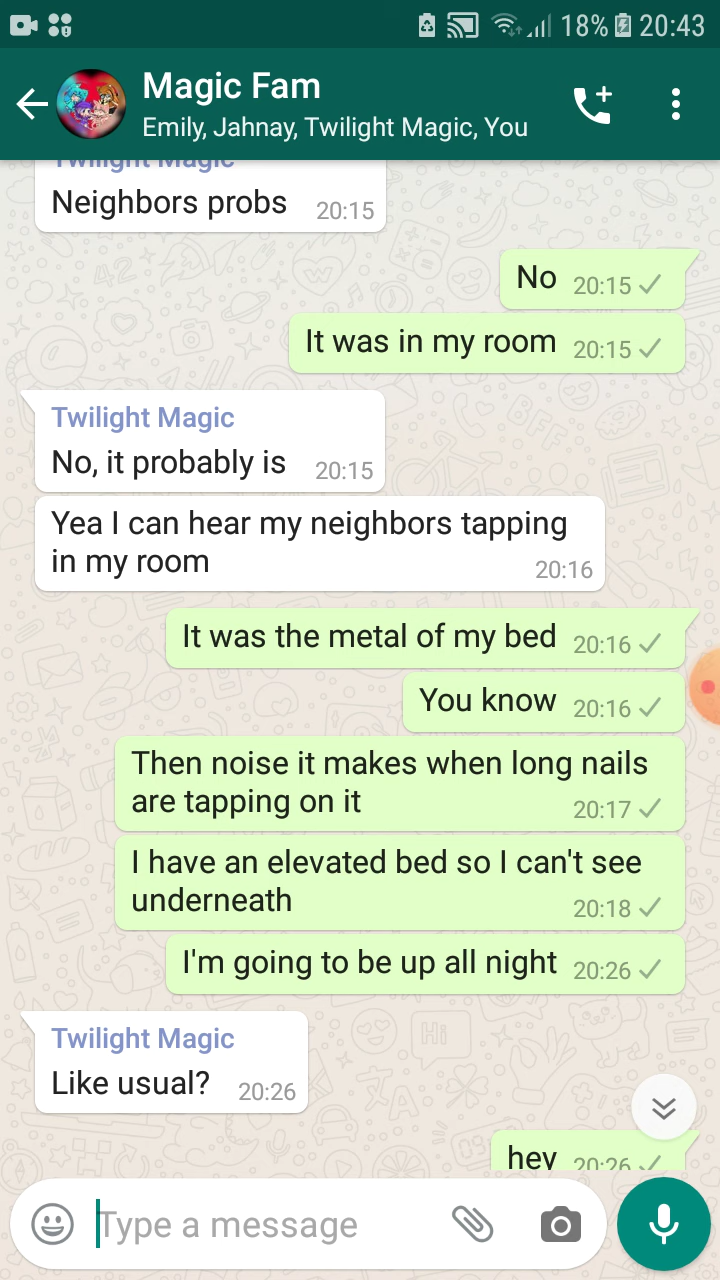 18% 20:43
Magic Fam
Emily, Jahnay, Twilight Magic, You
Twilight Magic
Neighbors probs 20:15
No 20:15
It was in my room 20:15
Twilight Magic
No, it probably is 20:15
Yea I can hear my neighbors tapping
in my room 20:16
It was the metal of my bed 20:16
You know 20:16
Then noise it makes when long nails
are tapping on it 20:17
I have an elevated bed so I can't see
underneath 20:18
I'm going to be up all night 20:26
Twilight Magic
Like usual? 20:26
hey 20:26
Type a message